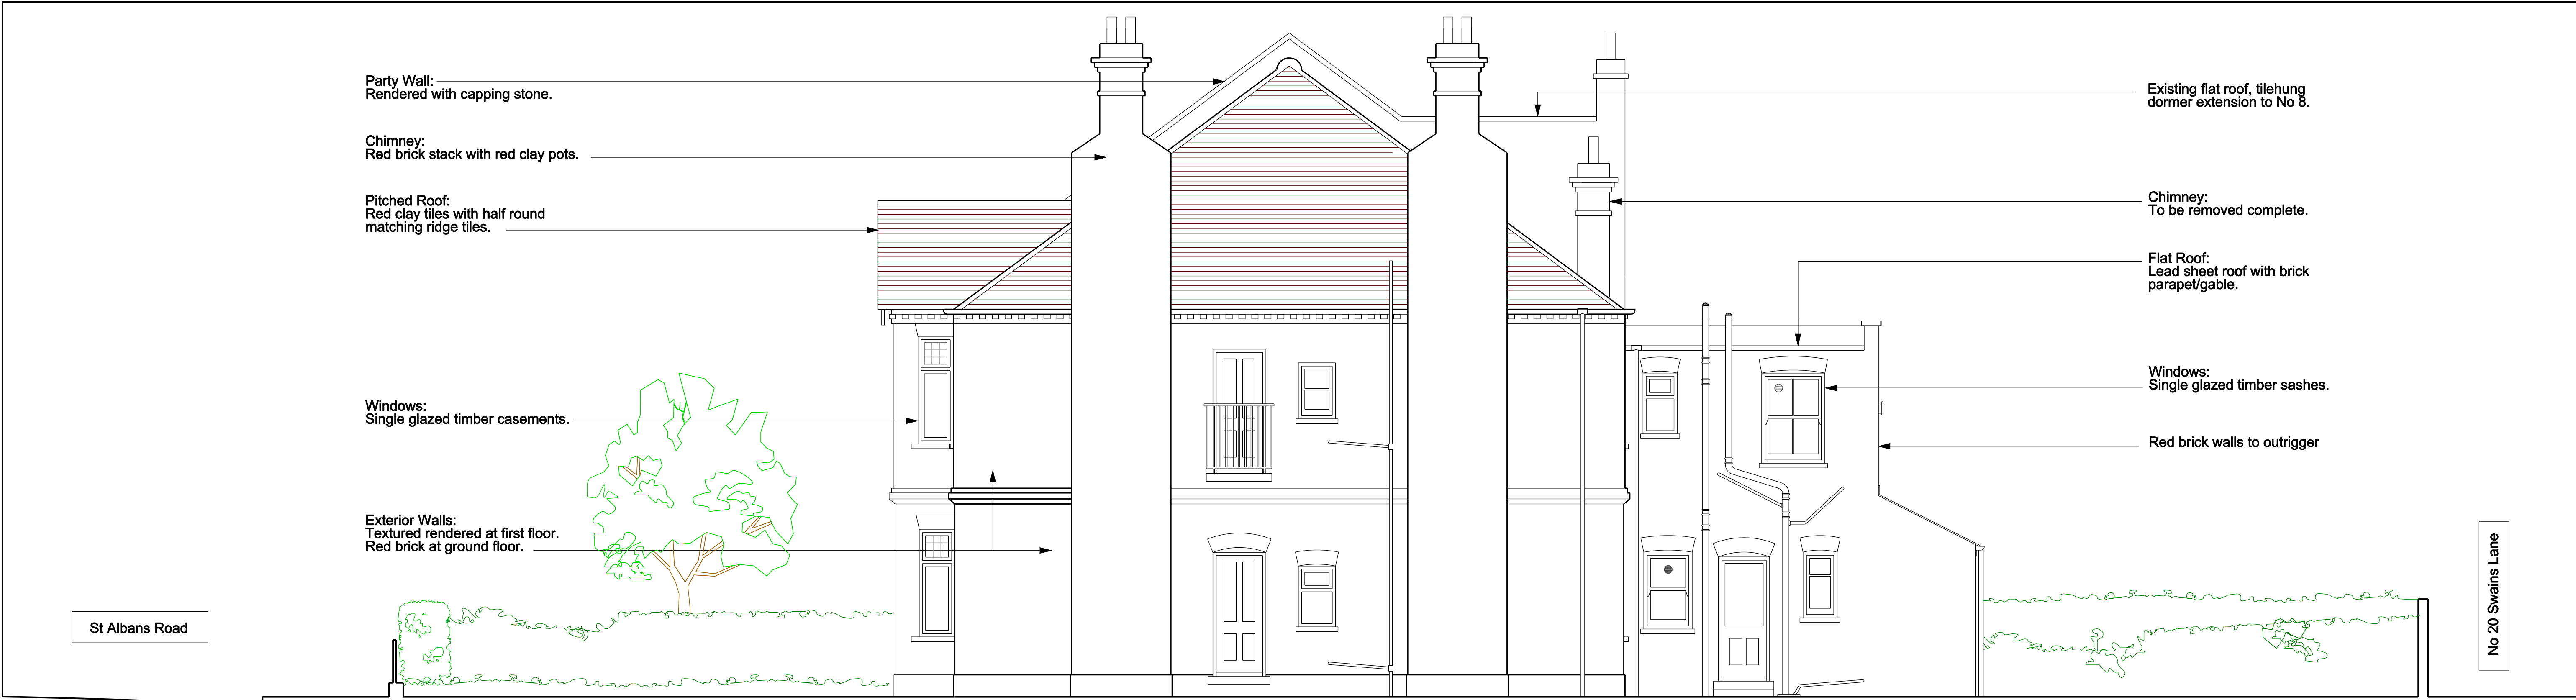 Party Wall:
Rendered with capping stone.
Chimney:
Red brick stack with red clay pots.
Pitched Roof:
Red clay tiles with half round
matching ridge tiles.
Windows:
Single glazed timber casements.
Exterior Walls:
Textured rendered at first floor.
Red brick at ground floor.
St Albans Road
Existing flat roof, tilehung
dormer extension to No 8.
Chimney:
To be removed complete.
Flat Roof:
Lead sheet roof with brick
parapet/gable.
Windows:
Single glazed timber sashes.
Red brick walls to outrigger
No 20 Swains Lane